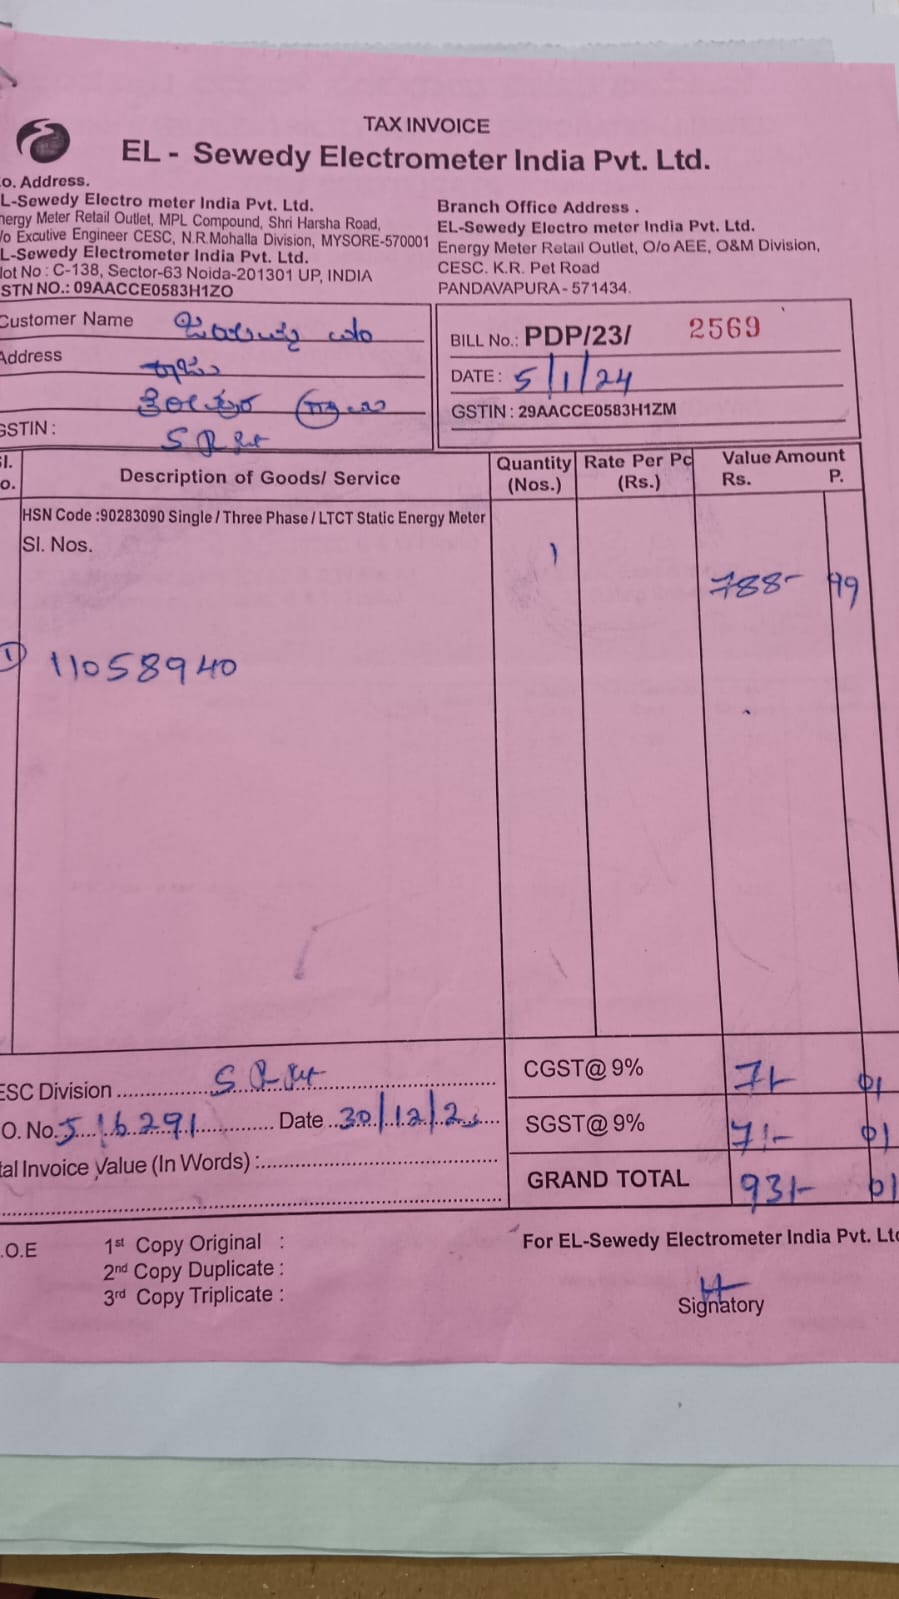 TAX INVOICE
EL - Sewedy Electrometer India Pvt. Ltd.
o. Address.
L-Sewedy Electro meter India Pvt. Ltd.
nergy Meter Retail Outlet, MPL Compound, Shri Harsha Road,
/o Excutive Engineer CESC, N.R.Mohalla Division, MYSORE-570001
L-Sewedy Electrometer India Pvt. Ltd.
lot No : C-138, Sector-63 Noida-201301 UP, INDIA
STN NO.: 09AACCE0583H1ZO
Branch Office Address .
EL-Sewedy Electro meter India Pvt. Ltd.
Energy Meter Retail Outlet, O/o AEE, O&M Division,
CESC. K.R. Pet Road
PANDAVAPURA - 571434.
Customer Name
Address
GSTIN :
BILL No.: PDP/23/ 2569
DATE : 5/1/24
GSTIN : 29AACCE0583H1ZM
Sl. o. Description of Goods/ Service Quantity (Nos.) Rate Per Pc (Rs.) Value Amount Rs. P.
HSN Code :90283090 Single / Three Phase / LTCT Static Energy Meter
Sl. Nos. 1
788- 99
1 11058940
CGST@ 9% 71- 01
SGST@ 9% 71- 01
GRAND TOTAL 931- 01
ESC Division
O. No. 516291 Date 30/12/23
tal Invoice Value (In Words) :
.O.E
1st Copy Original :
2nd Copy Duplicate :
3rd Copy Triplicate :
For EL-Sewedy Electrometer India Pvt. Ltd
Signatory